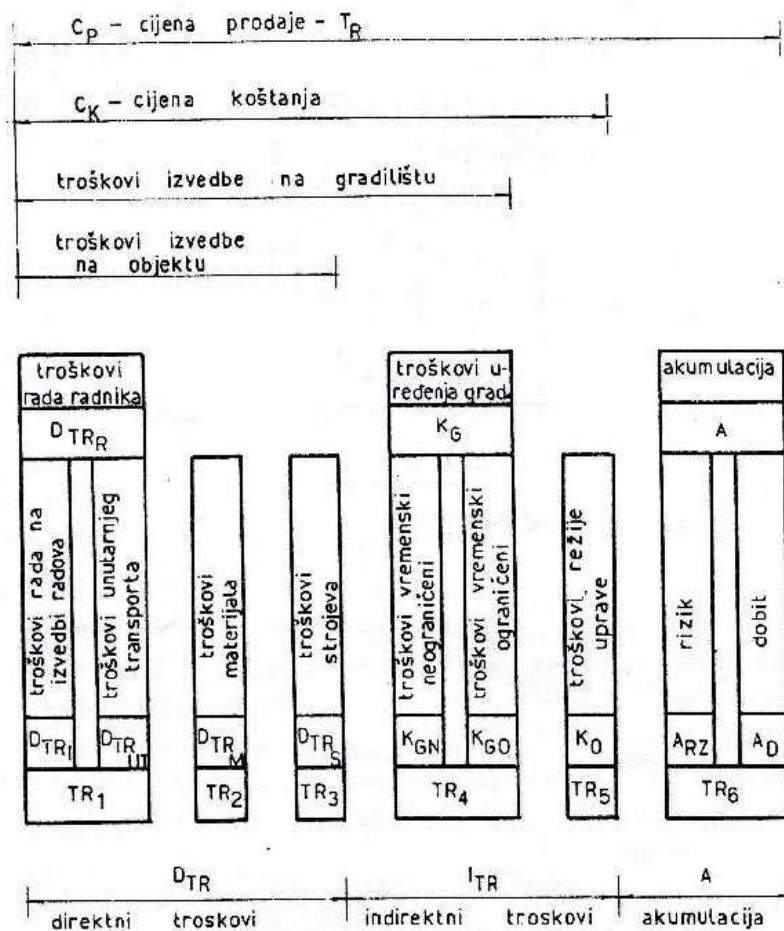 C_P – cijena prodaje - T_R
C_K – cijena koštanja
troškovi izvedbe na gradilištu
troškovi izvedbe
na objektu
troškovi
rada radnika
D_TR_R
troškovi rada na
izvedbi radova
troškovi unutarnjeg
transporta
D_TR_I
D_TR_UT
TR_1
troškovi
materijala
D_TR_M
TR_2
troškovi
strojeva
D_TR_S
TR_3
troškovi u-
ređenja grad.
K_G
troškovi vremenski
neograničeni
troškovi vremenski
ograničeni
K_GN
K_GO
TR_4
troškovi režije
uprave
K_O
TR_5
akumulacija
A
rizik
dobit
A_RZ
A_D
TR_6
D_TR
I_TR
A
direktni troskovi
indirektni troskovi
akumulacija